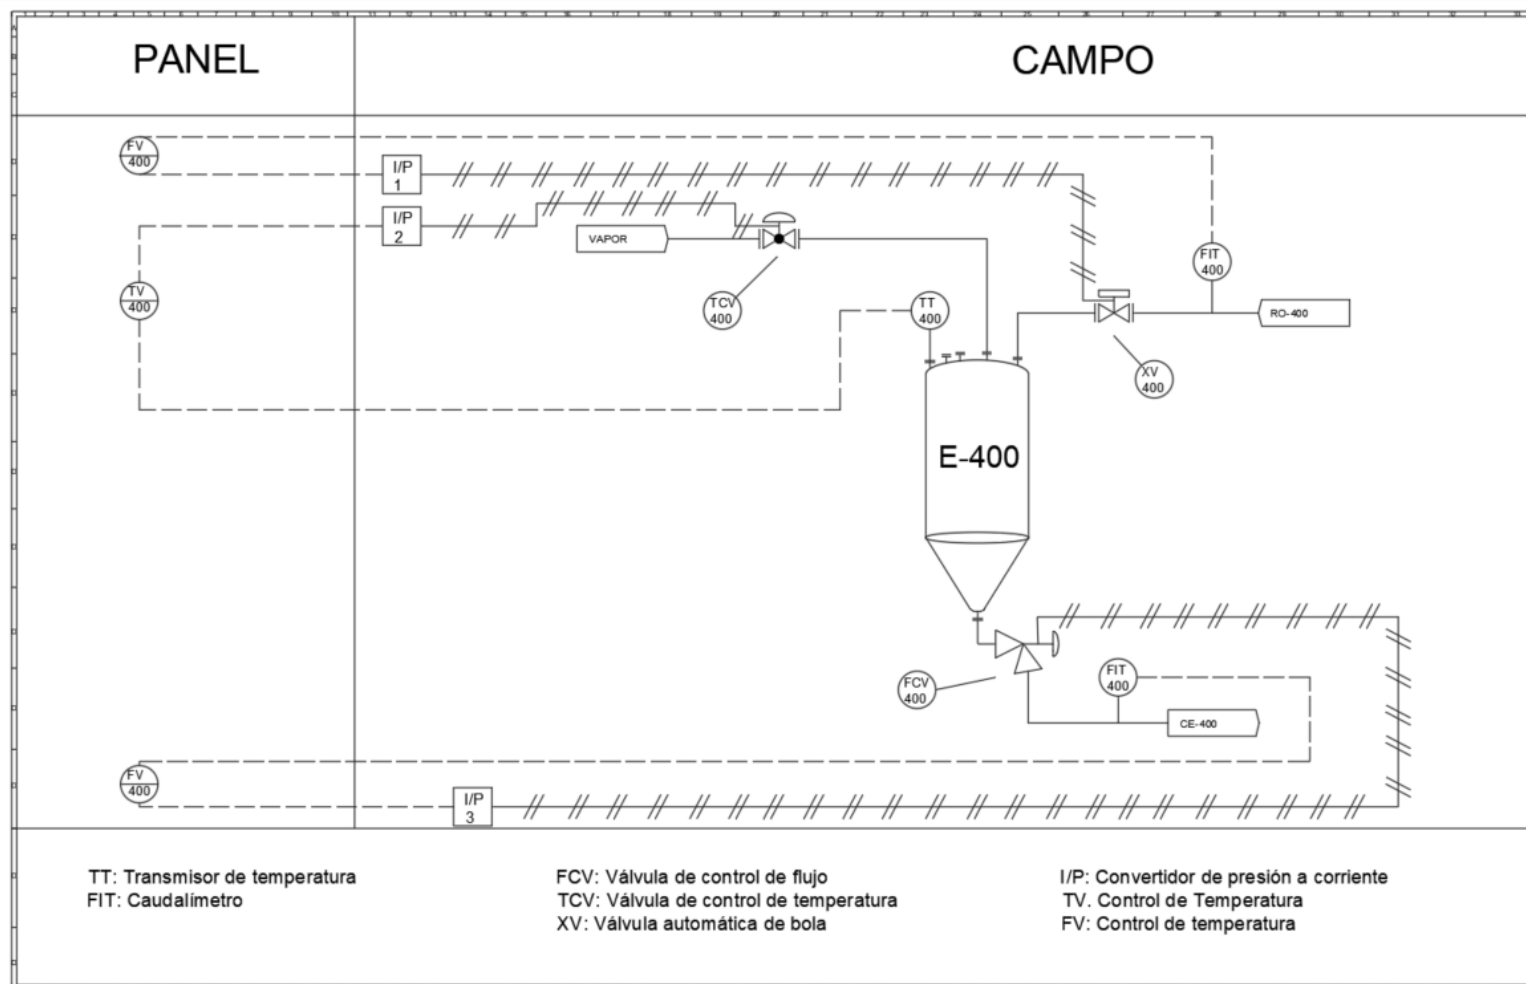 PANEL
CAMPO
FV
400
I/P
1
I/P
2
VAPOR
FIT
400
TV
400
TCV
400
TT
400
RO-400
XV
400
E-400
FCV
400
FIT
400
CE-400
FV
400
I/P
3
TT: Transmisor de temperatura
FIT: Caudalímetro
FCV: Válvula de control de flujo
TCV: Válvula de control de temperatura
XV: Válvula automática de bola
I/P: Convertidor de presión a corriente
TV. Control de Temperatura
FV: Control de temperatura